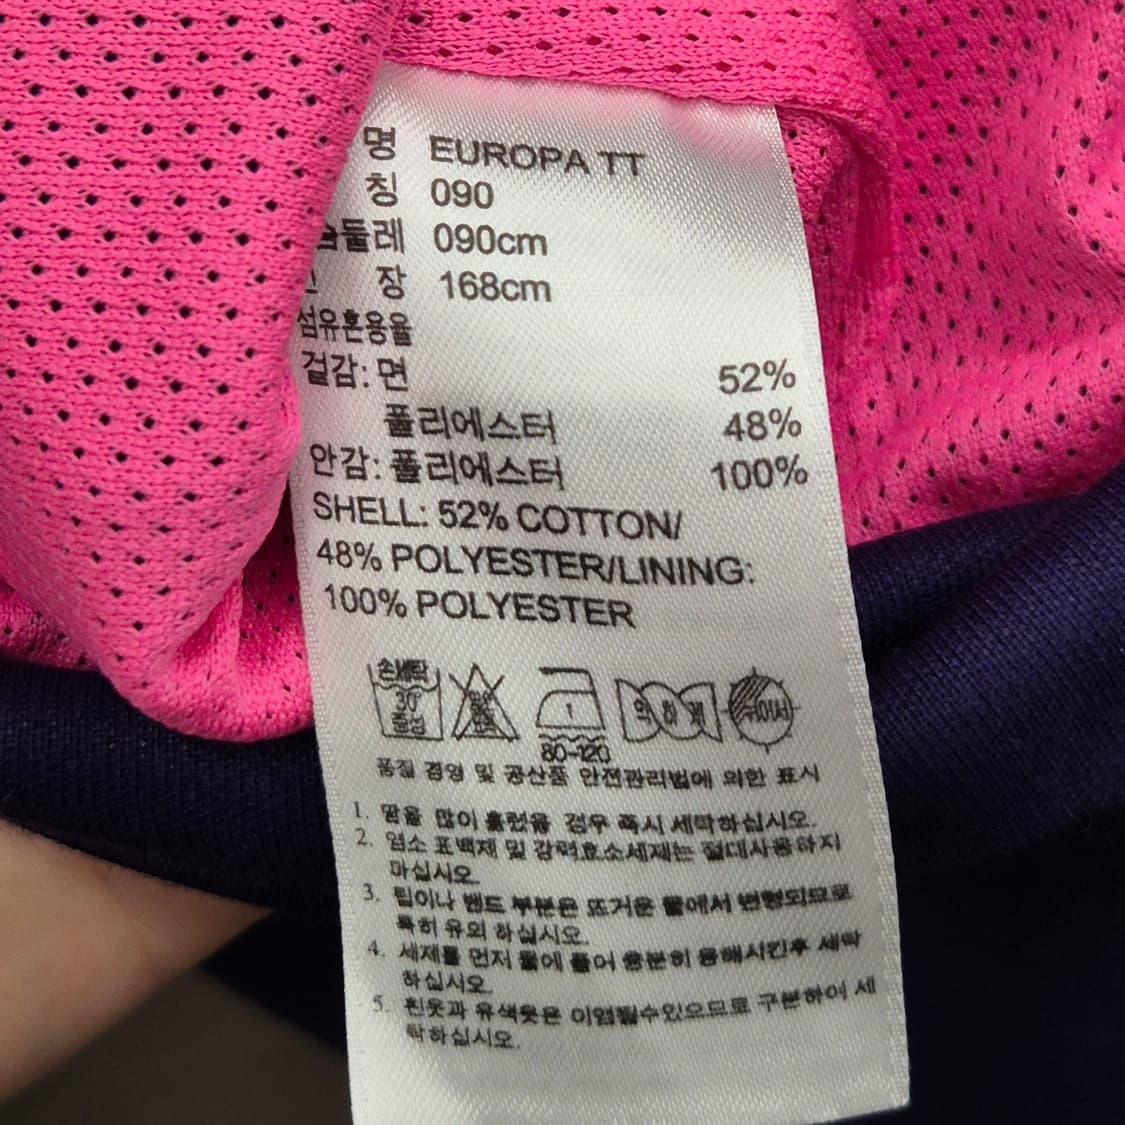 명 EUROPA TT
칭 090
둘레 090cm
장 168cm
섬유혼용율
겉감: 면 52%
폴리에스터 48%
안감: 폴리에스터 100%
SHELL: 52% COTTON/
48% POLYESTER/LINING:
100% POLYESTER
손세탁 30° 중성
1
80-120
약하게
뉘어서
품질 경영 및 공산품 안전관리법에 의한 표시
1. 땀을 많이 흘렸을 경우 즉시 세탁하십시오.
2. 염소 표백제 및 강력효소세제는 절대사용하지
마십시오.
3. 팁이나 밴드 부분은 뜨거운 물에서 변형되므로
특히 유의 하십시오.
4. 세제를 먼저 물에 풀어 충분히 용해시킨후 세탁
하십시오.
5. 흰옷과 유색옷은 이염될수있으므로 구분하여 세
탁하십시오.